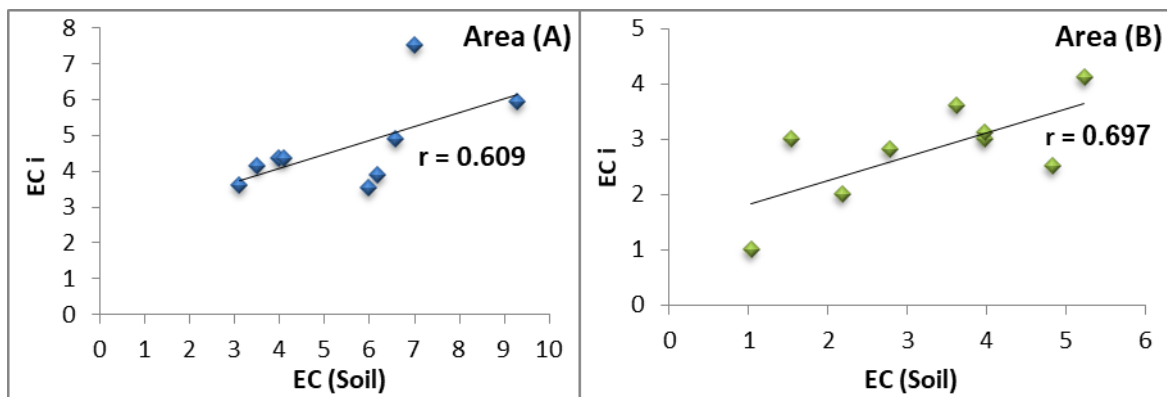 Area (A)
8
7
6
5
4
3
2
1
0
EC i
r = 0.609
0 1 2 3 4 5 6 7 8 9 10
EC (Soil)
Area (B)
5
4
3
2
1
0
EC i
r = 0.697
0 1 2 3 4 5 6
EC (Soil)